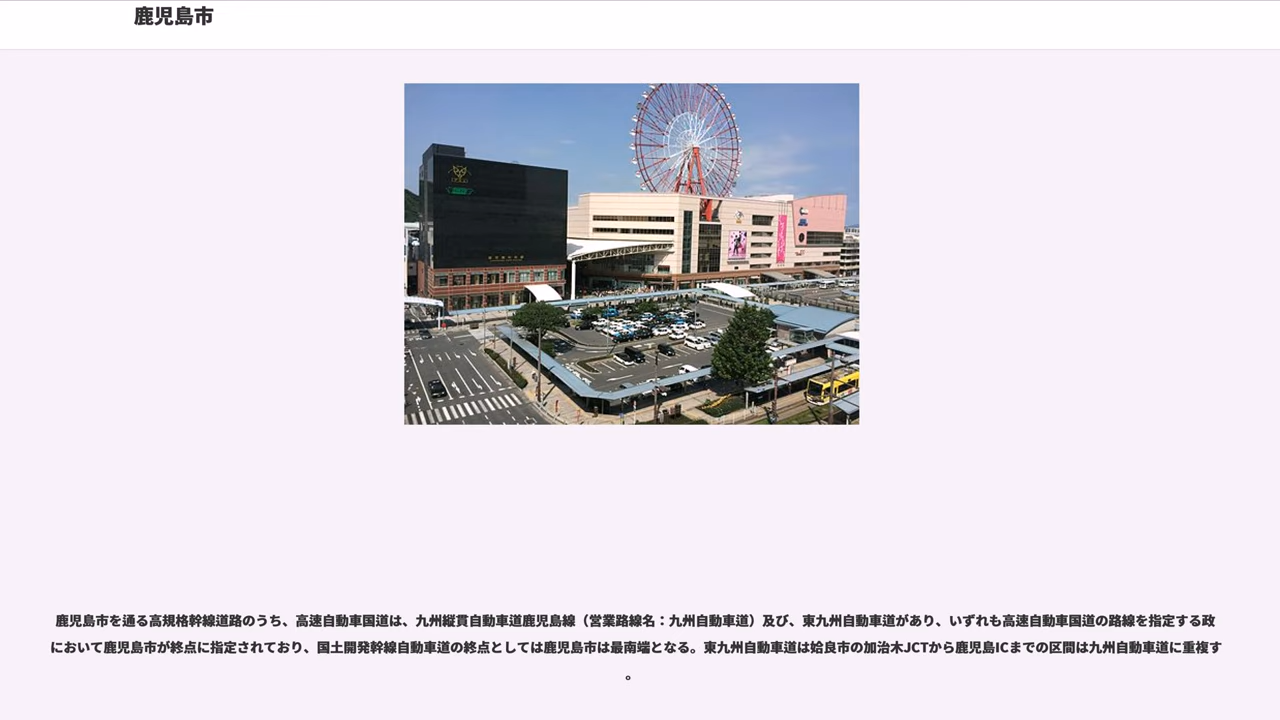 鹿児島市
鹿児島市を通る高規格幹線道路のうち、高速自動車国道は、九州縦貫自動車道鹿児島線（営業路線名：九州自動車道）及び、東九州自動車道があり、いずれも高速自動車国道の路線を指定する政
において鹿児島市が終点に指定されており、国土開発幹線自動車道の終点としては鹿児島市は最南端となる。東九州自動車道は姶良市の加治木JCTから鹿児島ICまでの区間は九州自動車道に重複す
。